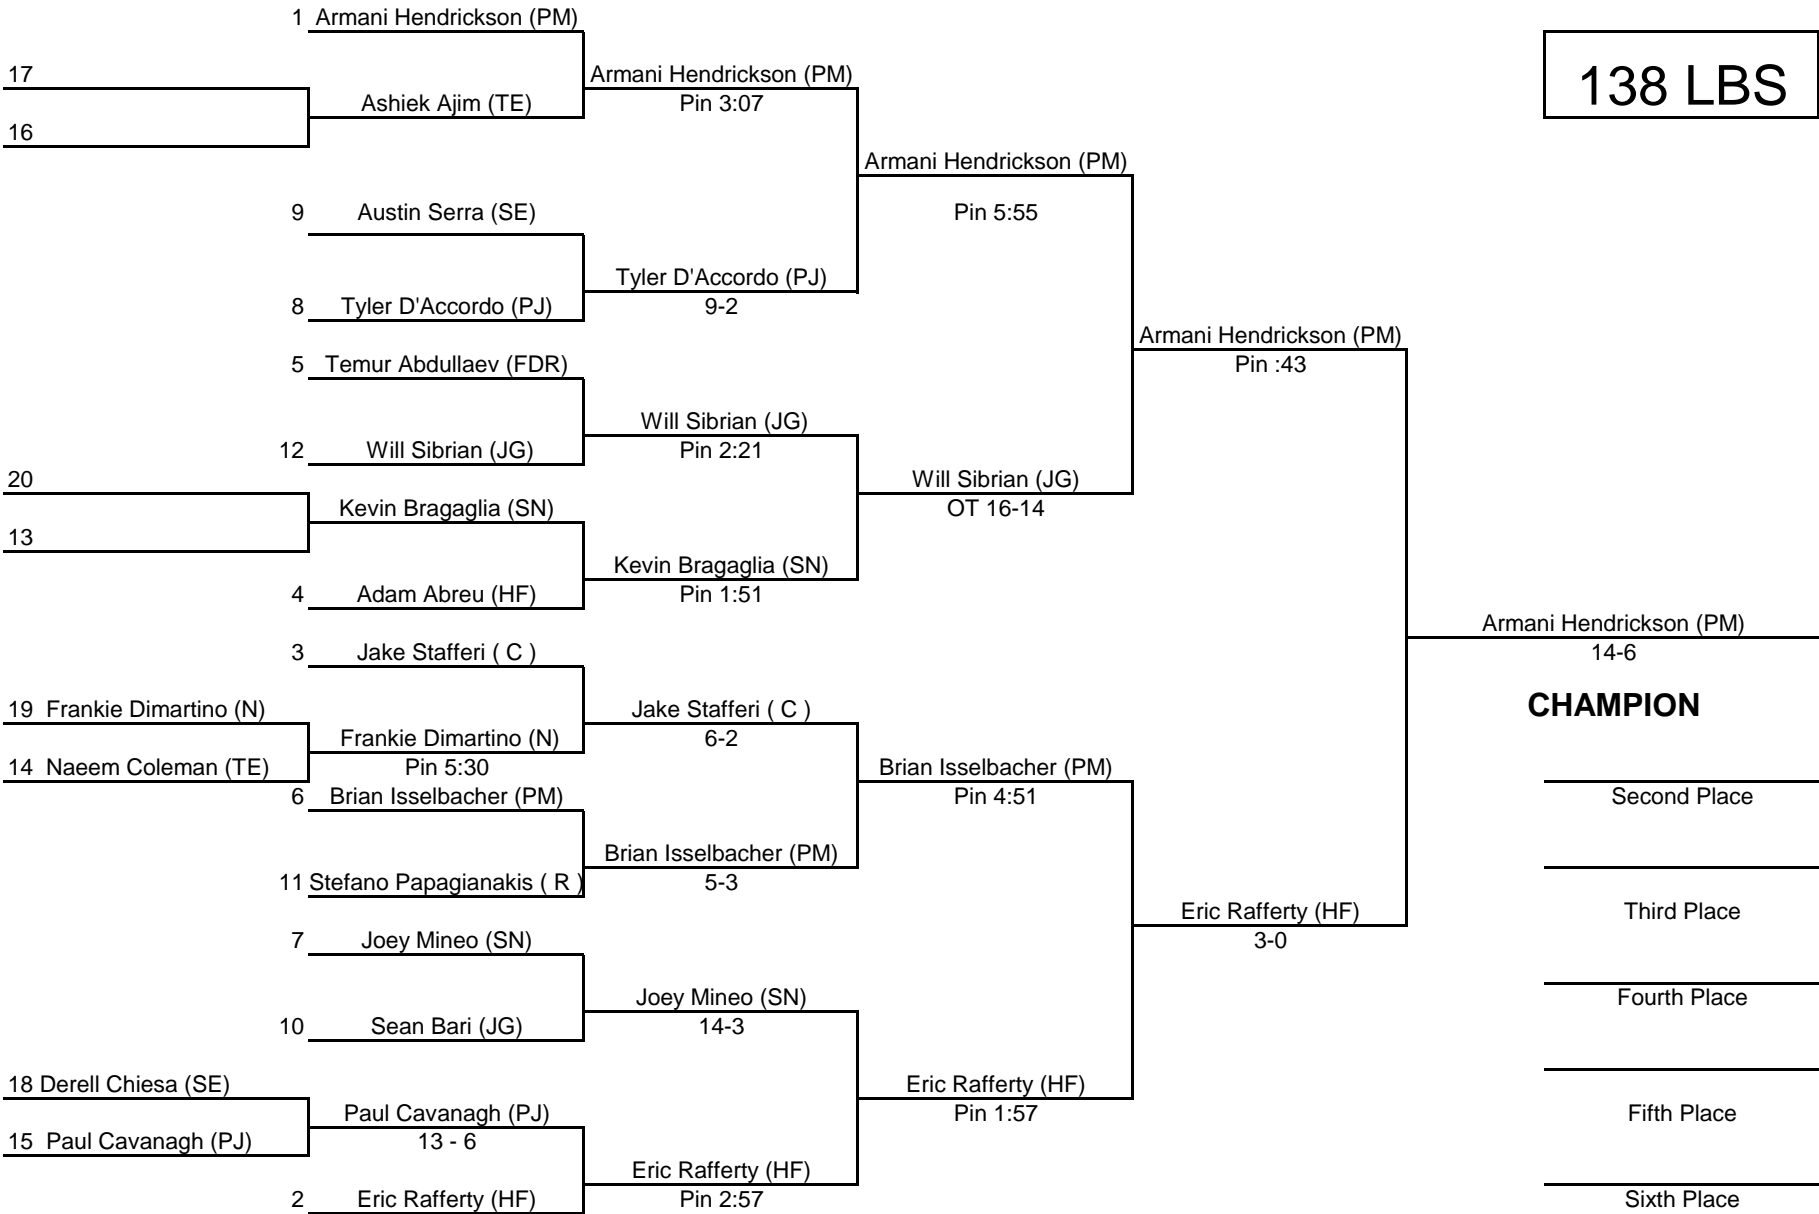 1 Armani Hendrickson (PM)
17
Armani Hendrickson (PM)
138 LBS
Ashiek Ajim (TE)
Pin 3:07
16
Armani Hendrickson (PM)
9 Austin Serra (SE)
Pin 5:55
Tyler D'Accordo (PJ)
8 Tyler D'Accordo (PJ)
9-2
Armani Hendrickson (PM)
5 Temur Abdullaev (FDR)
Pin :43
Will Sibrian (JG)
12 Will Sibrian (JG)
Pin 2:21
20
Will Sibrian (JG)
Kevin Bragaglia (SN)
OT 16-14
13
Kevin Bragaglia (SN)
4 Adam Abreu (HF)
Pin 1:51
Armani Hendrickson (PM)
3 Jake Stafferi ( C )
14-6
19 Frankie Dimartino (N)
Jake Stafferi ( C )
CHAMPION
Frankie Dimartino (N)
6-2
14 Naeem Coleman (TE)
Pin 5:30
Brian Isselbacher (PM)
6 Brian Isselbacher (PM)
Pin 4:51
Second Place
Brian Isselbacher (PM)
11 Stefano Papagianakis ( R )
5-3
Eric Rafferty (HF)
Third Place
7 Joey Mineo (SN)
3-0
Joey Mineo (SN)
Fourth Place
10 Sean Bari (JG)
14-3
18 Derell Chiesa (SE)
Eric Rafferty (HF)
Paul Cavanagh (PJ)
Pin 1:57
Fifth Place
15 Paul Cavanagh (PJ)
13 - 6
Eric Rafferty (HF)
2 Eric Rafferty (HF)
Pin 2:57
Sixth Place